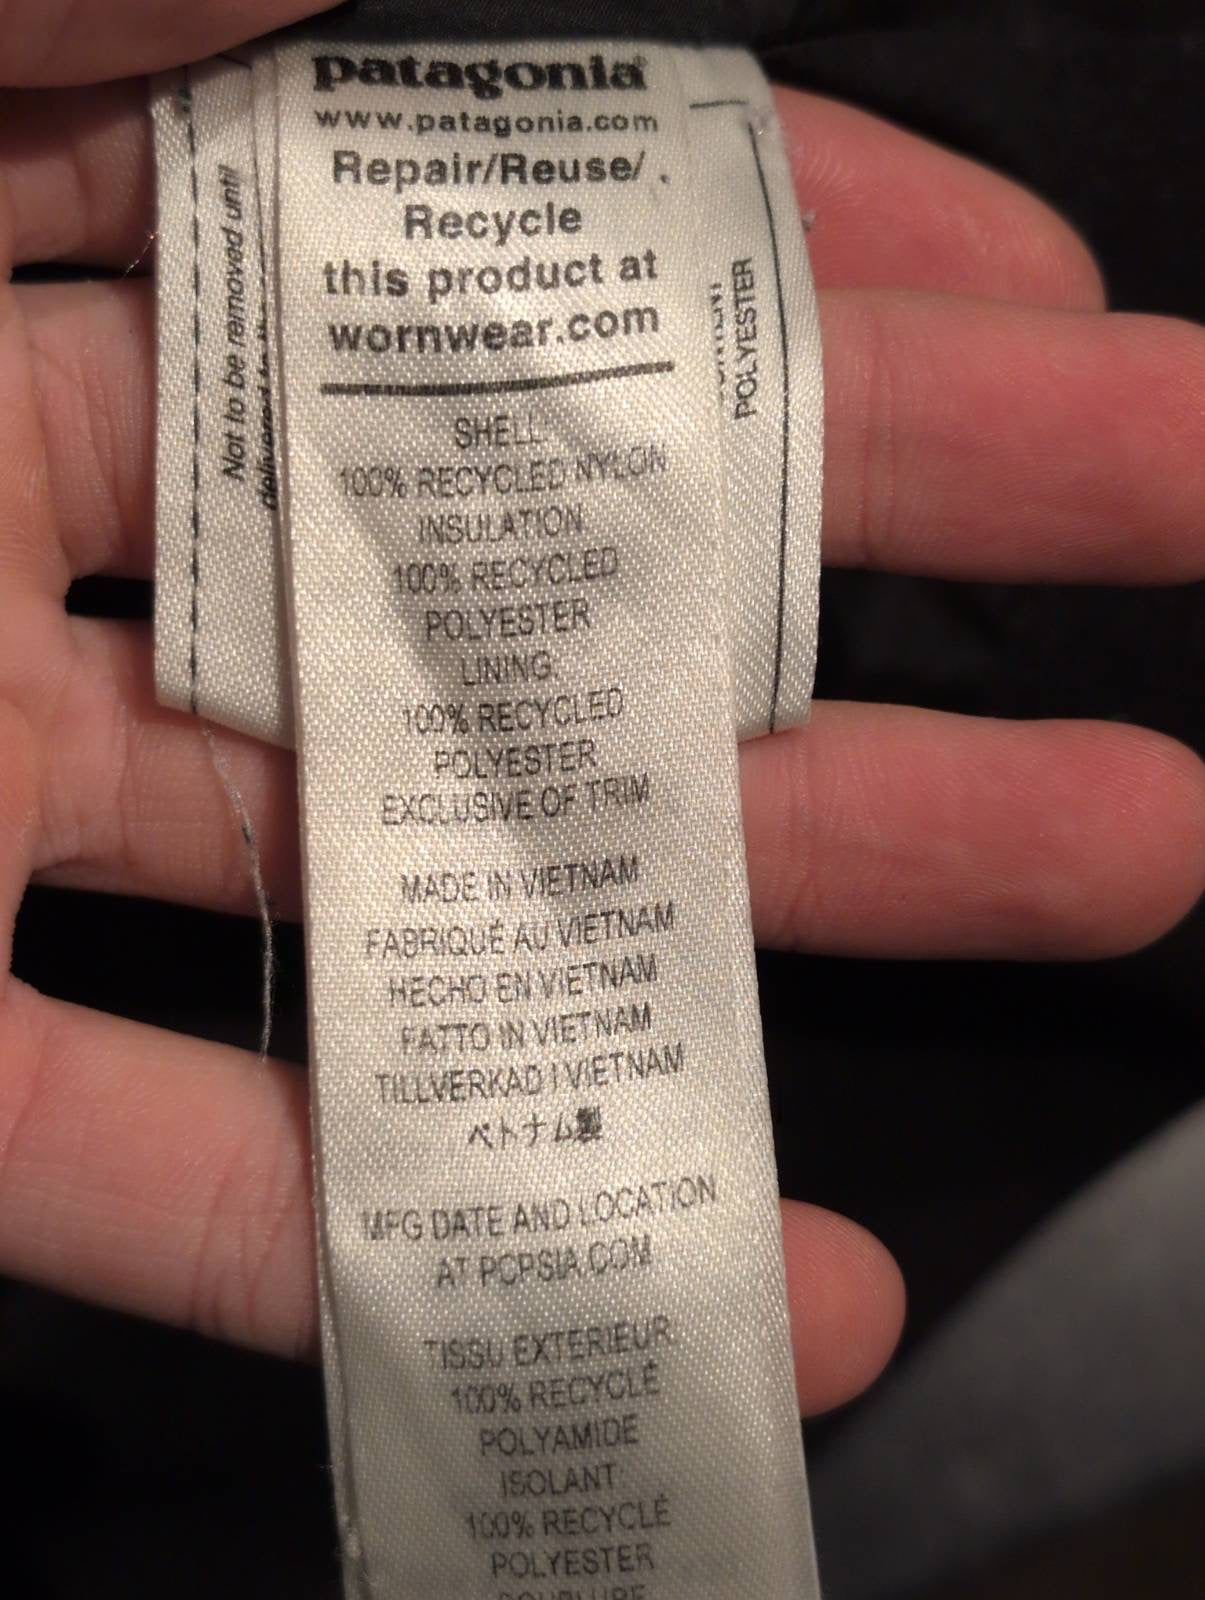 patagonia
www.patagonia.com
Repair/Reuse/
Recycle
this product at
wornwear.com
SHELL
100% RECYCLED NYLON
INSULATION
100% RECYCLED
POLYESTER
LINING
100% RECYCLED
POLYESTER
EXCLUSIVE OF TRIM
MADE IN VIETNAM
FABRIQUÉ AU VIETNAM
HECHO EN VIETNAM
FATTO IN VIETNAM
TILLVERKAD I VIETNAM
ベトナム製
MFG DATE AND LOCATION
AT PCPSIA.COM
TISSU EXTERIEUR
100% RECYCLÉ
POLYAMIDE
ISOLANT
100% RECYCLÉ
POLYESTER
Not to be removed until
POLYESTER